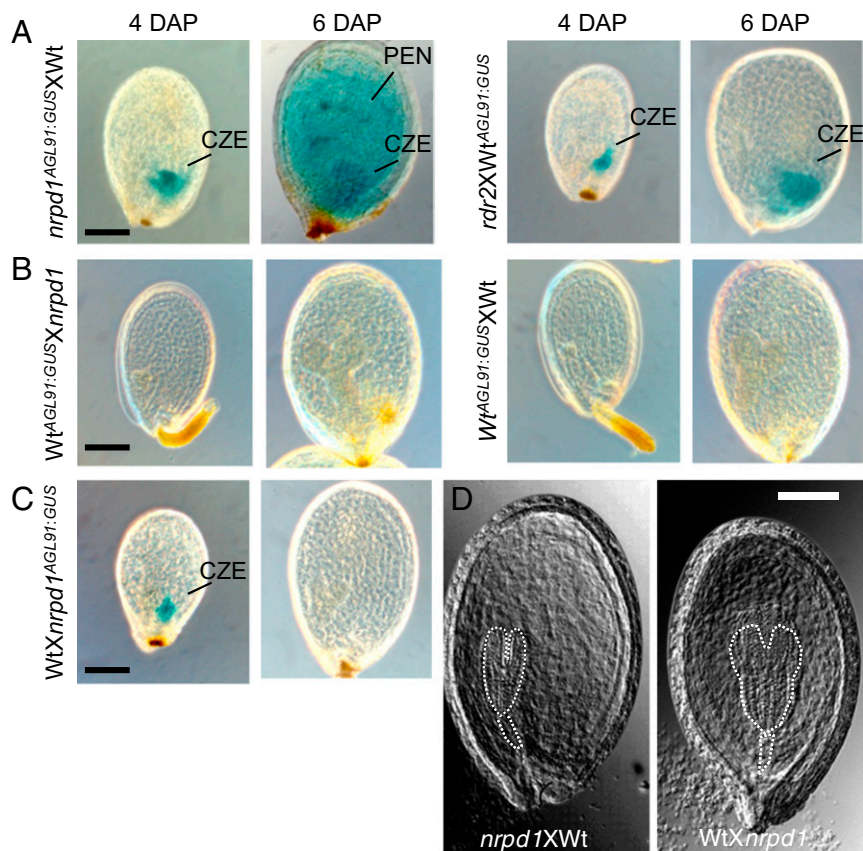 A
4 DAP
6 DAP
4 DAP
6 DAP
nrpd1AGL91:GUSXWt
CZE
PEN
CZE
rdr2XWtAGL91:GUS
CZE
CZE
B
WtAGL91:GUSXnrpd1
WtAGL91:GUSXWt
C
WtXnrpd1AGL91:GUS
CZE
D
nrpd1XWt
WtXnrpd1